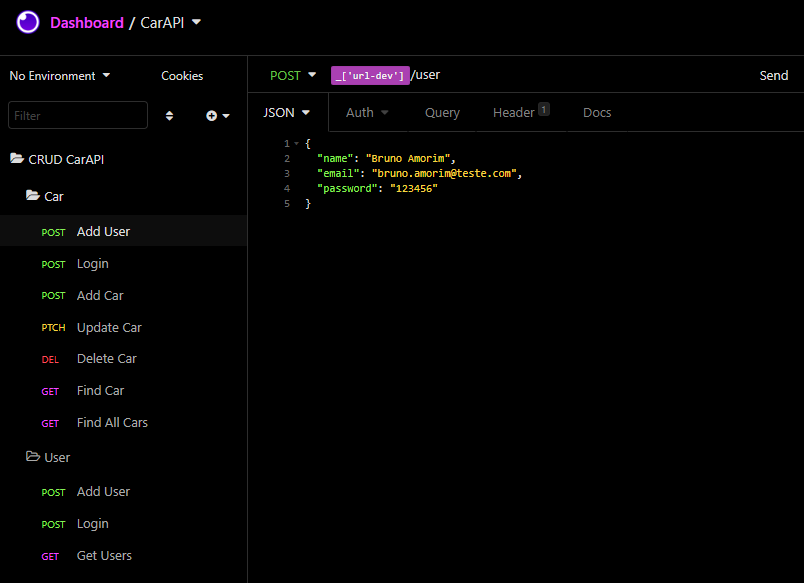 Dashboard / CarAPI
No Environment
Cookies
POST
_['url-dev']/user
Send
Filter
JSON
Auth
Query
Header 1
Docs
1 {
2 "name": "Bruno Amorim",
3 "email": "bruno.amorim@teste.com",
4 "password": "123456"
5 }
CRUD CarAPI
Car
POST Add User
POST Login
POST Add Car
PTCH Update Car
DEL Delete Car
GET Find Car
GET Find All Cars
User
POST Add User
POST Login
GET Get Users